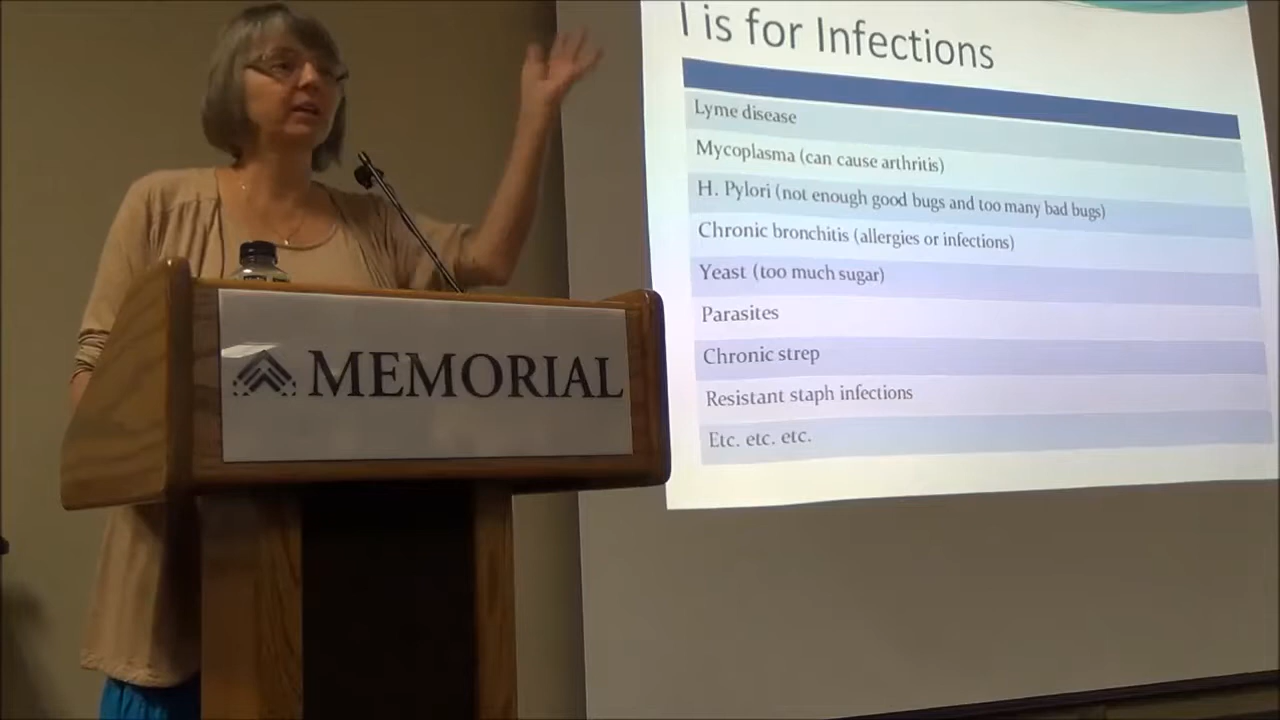 I is for Infections
Lyme disease
Mycoplasma (can cause arthritis)
H. Pylori (not enough good bugs and too many bad bugs)
Chronic bronchitis (allergies or infections)
Yeast (too much sugar)
Parasites
Chronic strep
Resistant staph infections
Etc. etc. etc.
MEMORIAL